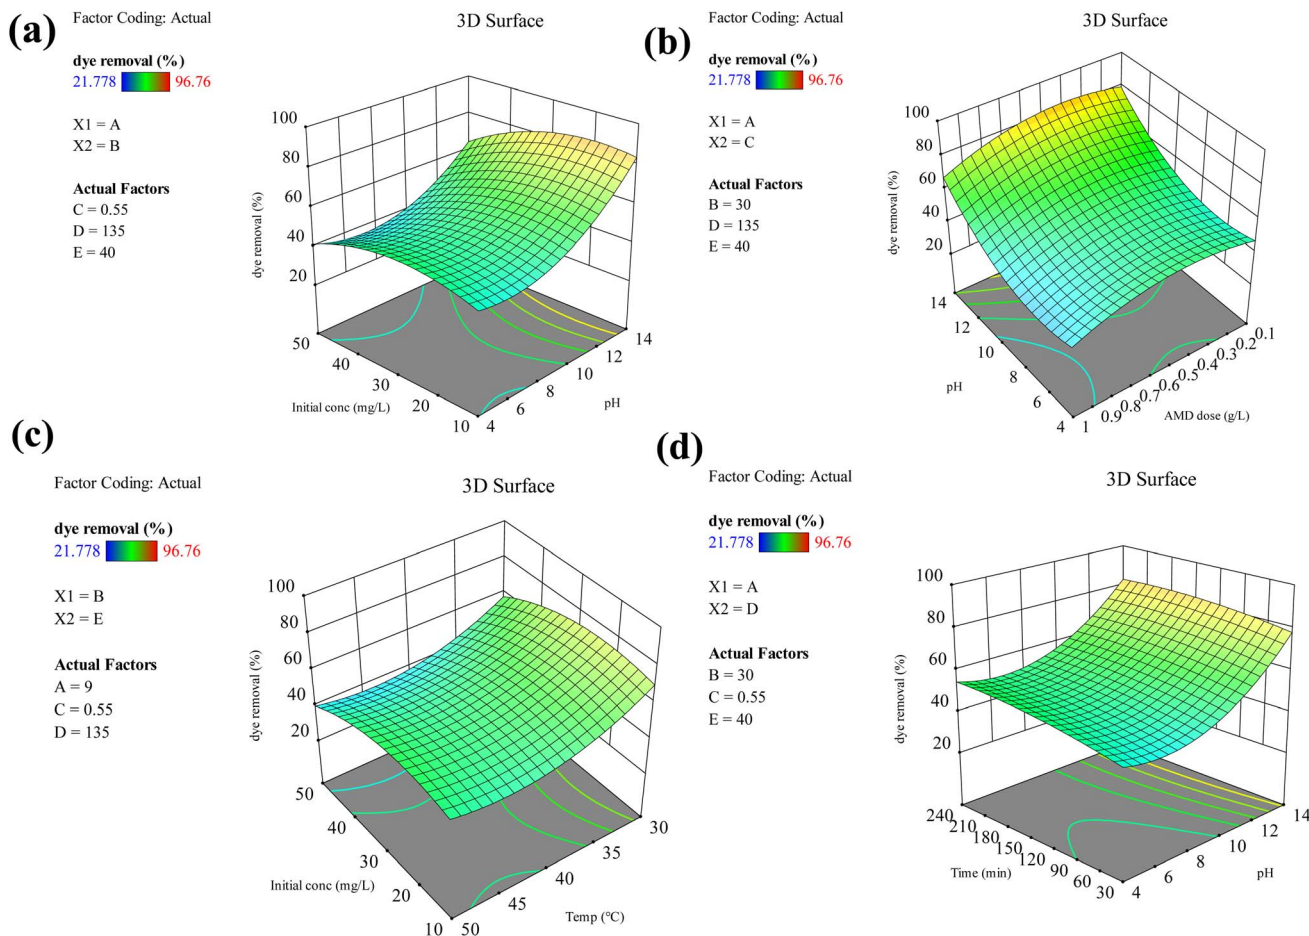 (a)
Factor Coding: Actual
3D Surface
dye removal (%)
21.778 96.76
X1 = A
X2 = B
Actual Factors
C = 0.55
D = 135
E = 40
dye removal (%)
100
80
60
40
20
50
40
30
20
10
Initial conc (mg/L)
4
6
8
10
12
14
pH
(b)
Factor Coding: Actual
3D Surface
dye removal (%)
21.778 96.76
X1 = A
X2 = C
Actual Factors
B = 30
D = 135
E = 40
dye removal (%)
100
80
60
40
20
14
12
10
8
6
4
pH
1
0.9
0.8
0.7
0.6
0.5
0.4
0.3
0.2
0.1
AMD dose (g/L)
(c)
Factor Coding: Actual
3D Surface
dye removal (%)
21.778 96.76
X1 = B
X2 = E
Actual Factors
A = 9
C = 0.55
D = 135
dye removal (%)
100
80
60
40
20
50
40
30
20
10
Initial conc (mg/L)
50
45
40
35
30
Temp (°C)
(d)
Factor Coding: Actual
3D Surface
dye removal (%)
21.778 96.76
X1 = A
X2 = D
Actual Factors
B = 30
C = 0.55
E = 40
dye removal (%)
100
80
60
40
20
240
210
180
150
120
90
60
30
Time (min)
4
6
8
10
12
14
pH